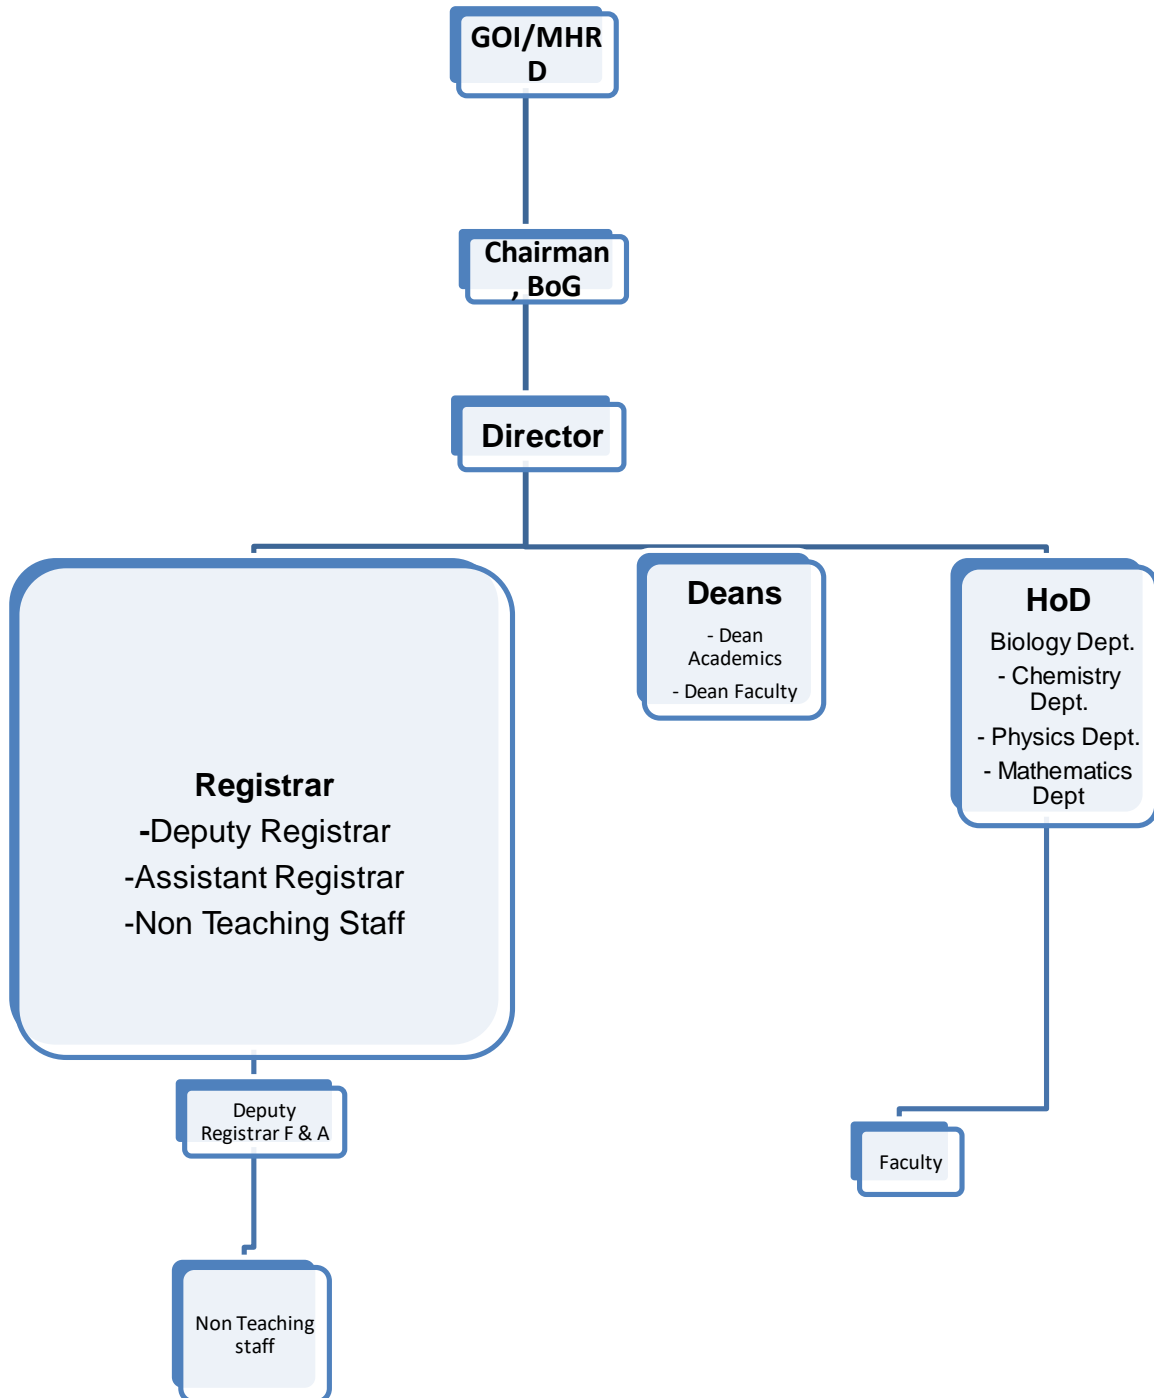 GOI/MHR
D
Chairman
, BoG
Director
Registrar
-Deputy Registrar
-Assistant Registrar
-Non Teaching Staff
Deans
- Dean
Academics
- Dean Faculty
HoD
Biology Dept.
- Chemistry
Dept.
- Physics Dept.
- Mathematics
Dept
Deputy
Registrar F & A
Faculty
Non Teaching
staff